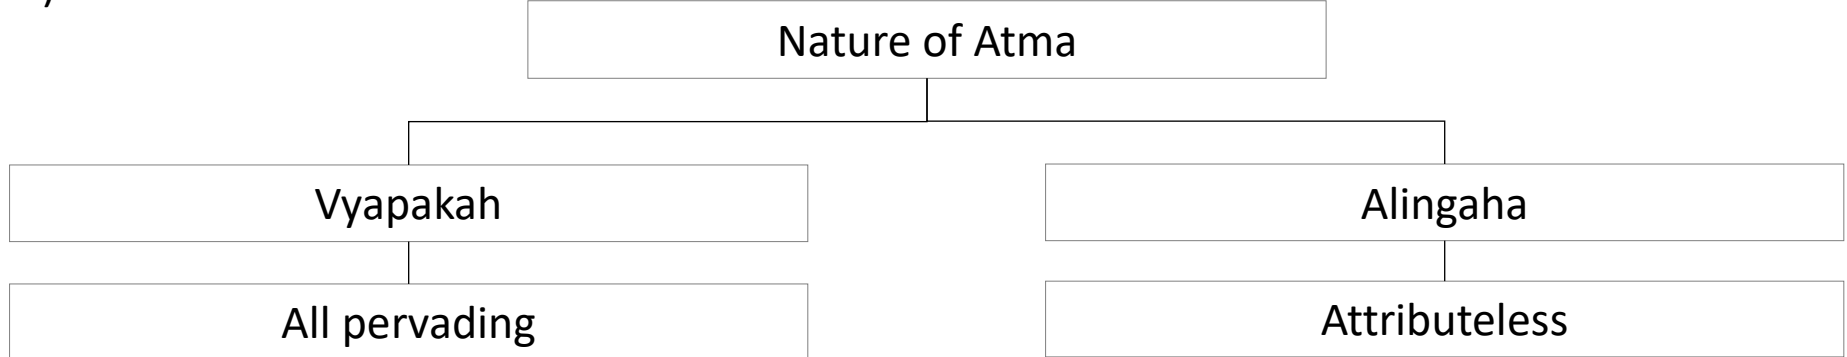 Nature of Atma
Vyapakah
Alingaha
All pervading
Attributeless